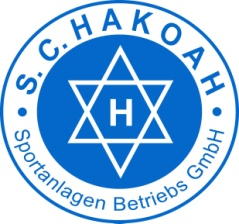 S.C. HAKOAH
H
Sportanlagen Betriebs GmbH